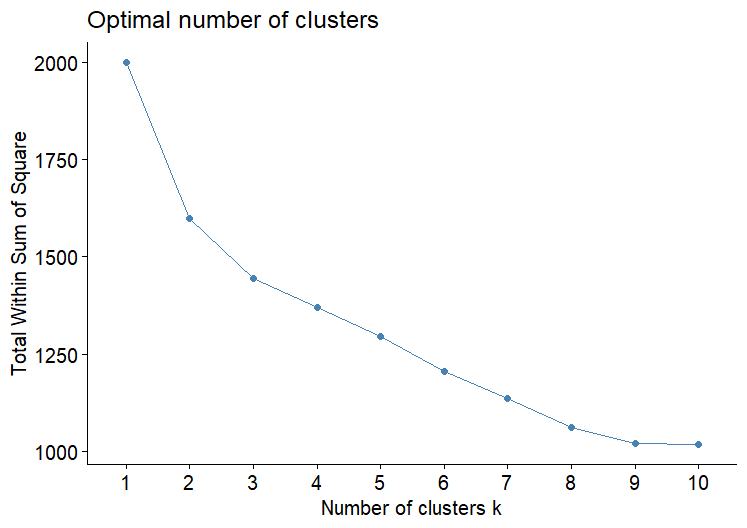 Optimal number of clusters
Total Within Sum of Square
2000
1750
1500
1250
1000
1 2 3 4 5 6 7 8 9 10
Number of clusters k